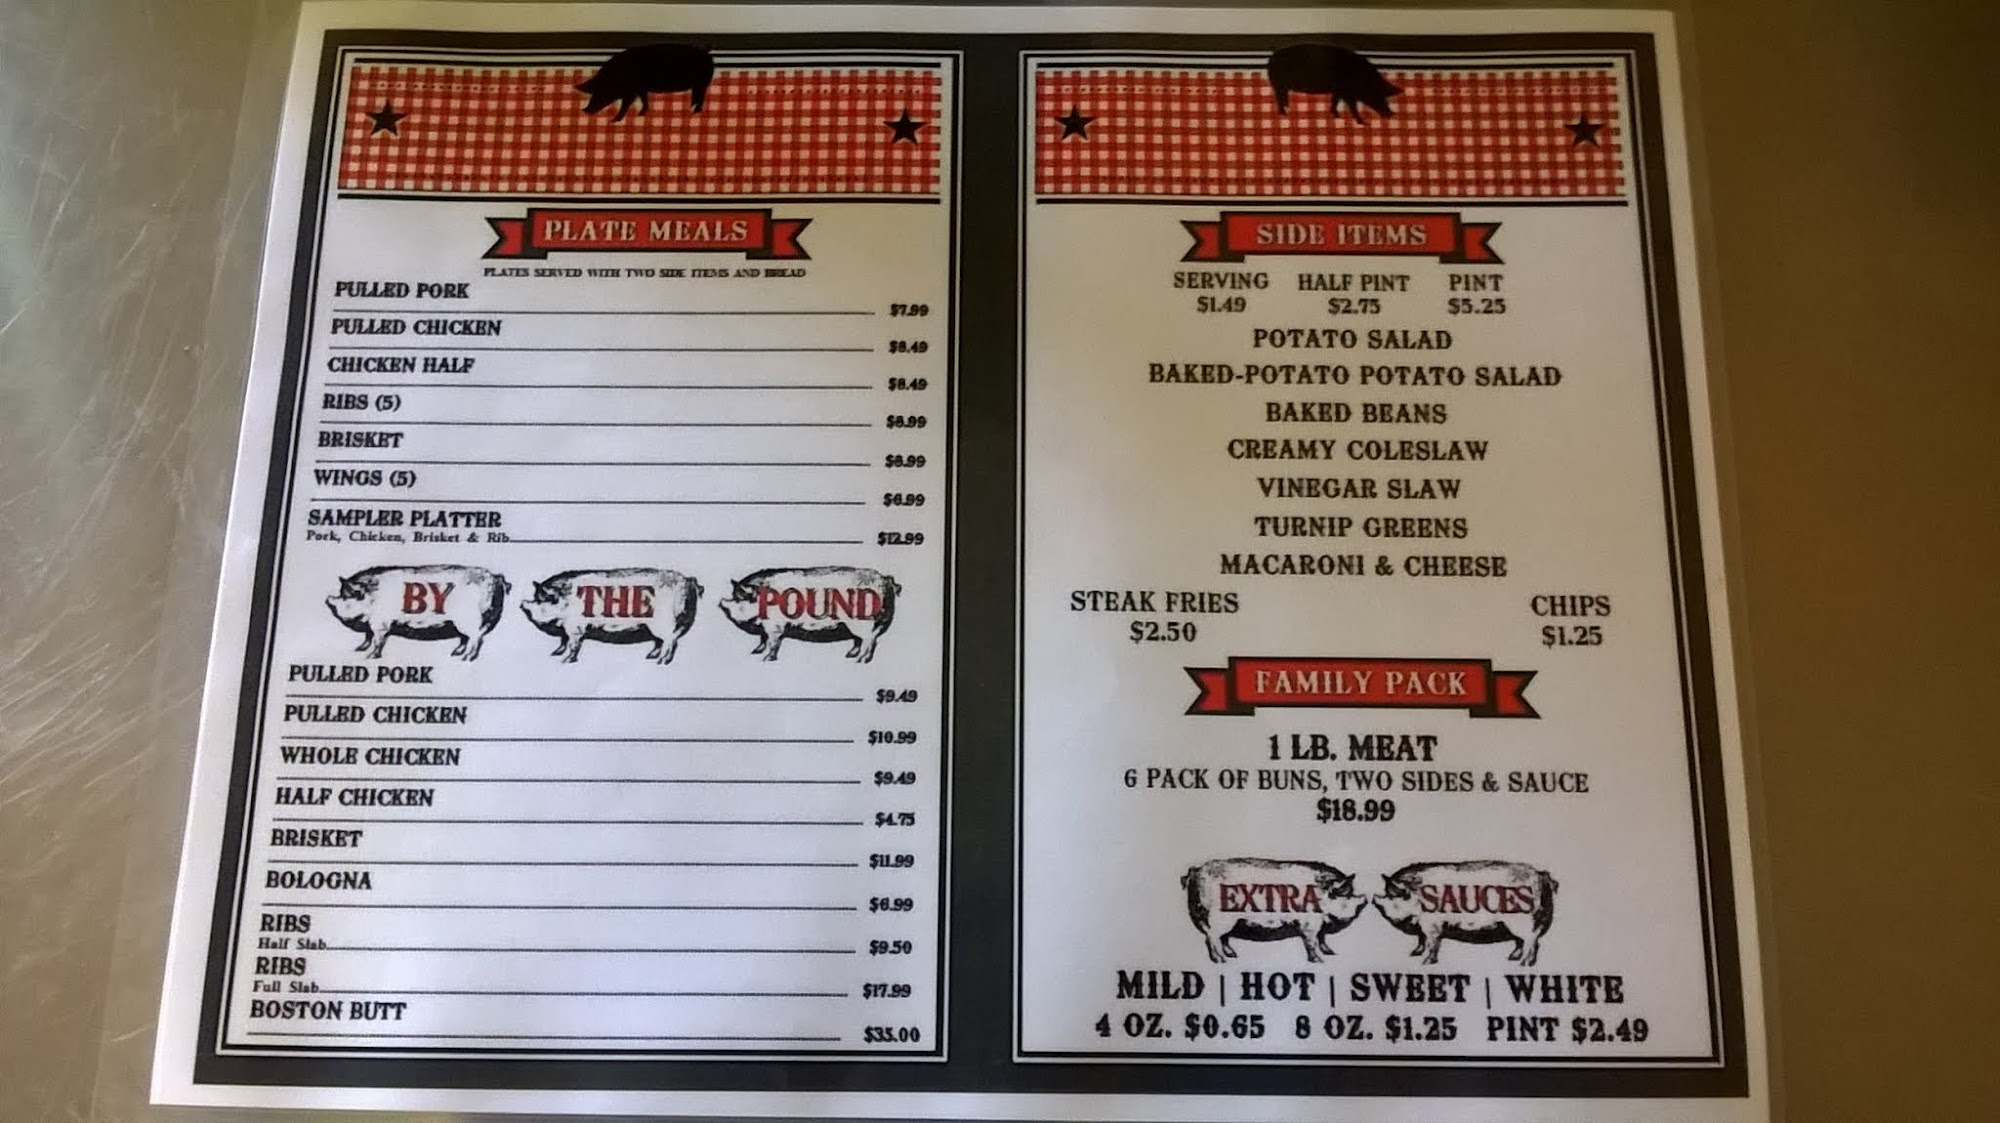 PLATE MEALS
PLATES SERVED WITH TWO SIDE ITEMS AND BREAD
PULLED PORK
$7.99
PULLED CHICKEN
$8.49
CHICKEN HALF
$8.49
RIBS (5)
$8.99
BRISKET
$8.99
WINGS (5)
$6.99
SAMPLER PLATTER
Pork, Chicken, Brisket & Rib
$12.99
BY THE POUND
PULLED PORK
$9.49
PULLED CHICKEN
$10.99
WHOLE CHICKEN
$9.49
HALF CHICKEN
$4.75
BRISKET
$11.99
BOLOGNA
$6.99
RIBS
Half Slab
$9.50
RIBS
Full Slab
$17.99
BOSTON BUTT
$35.00
SIDE ITEMS
SERVING HALF PINT PINT
$1.49 $2.75 $5.25
POTATO SALAD
BAKED-POTATO POTATO SALAD
BAKED BEANS
CREAMY COLESLAW
VINEGAR SLAW
TURNIP GREENS
MACARONI & CHEESE
STEAK FRIES CHIPS
$2.50 $1.25
FAMILY PACK
1 LB. MEAT
6 PACK OF BUNS, TWO SIDES & SAUCE
$18.99
EXTRA SAUCES
MILD | HOT | SWEET | WHITE
4 OZ. $0.65 8 OZ. $1.25 PINT $2.49